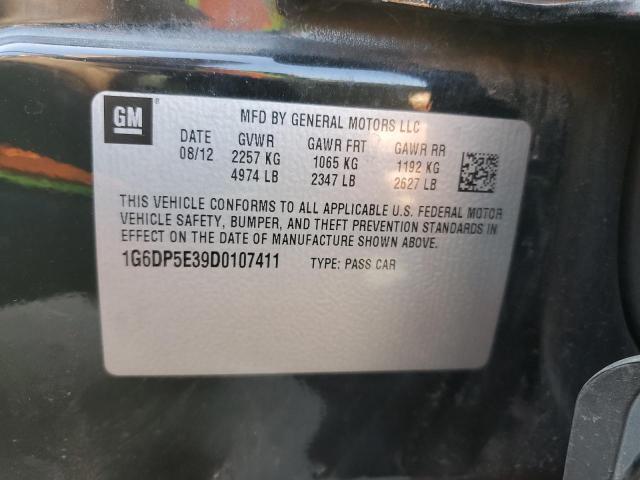 GM
MFD BY GENERAL MOTORS LLC
DATE GVWR GAWR FRT GAWR RR
08/12 2257 KG 1065 KG 1192 KG
4974 LB 2347 LB 2627 LB
THIS VEHICLE CONFORMS TO ALL APPLICABLE U.S. FEDERAL MOTOR
VEHICLE SAFETY, BUMPER, AND THEFT PREVENTION STANDARDS IN
EFFECT ON THE DATE OF MANUFACTURE SHOWN ABOVE.
1G6DP5E39D0107411 TYPE: PASS CAR